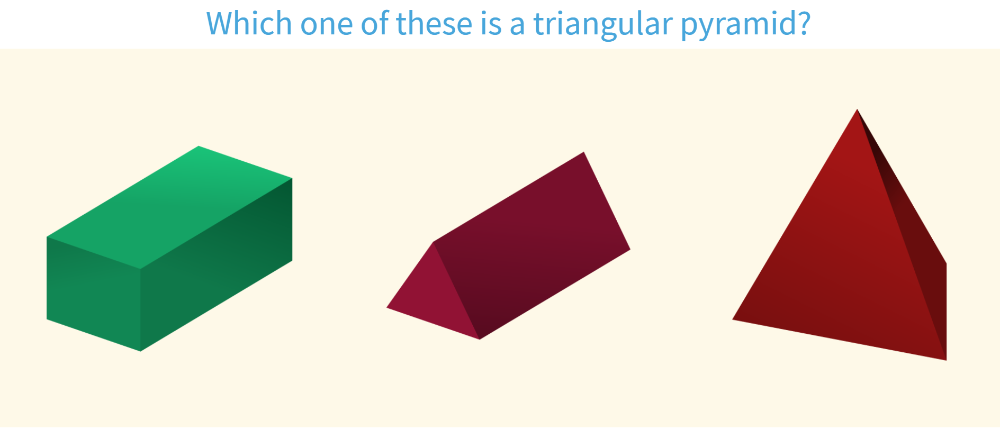 Which one of these is a triangular pyramid?